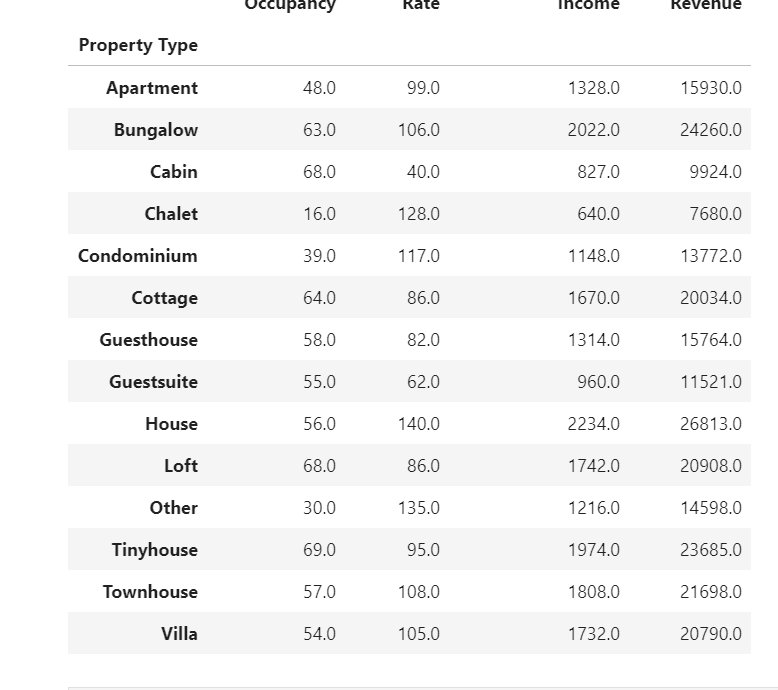 Occupancy Rate Income Revenue
Property Type
Apartment 48.0 99.0 1328.0 15930.0
Bungalow 63.0 106.0 2022.0 24260.0
Cabin 68.0 40.0 827.0 9924.0
Chalet 16.0 128.0 640.0 7680.0
Condominium 39.0 117.0 1148.0 13772.0
Cottage 64.0 86.0 1670.0 20034.0
Guesthouse 58.0 82.0 1314.0 15764.0
Guestsuite 55.0 62.0 960.0 11521.0
House 56.0 140.0 2234.0 26813.0
Loft 68.0 86.0 1742.0 20908.0
Other 30.0 135.0 1216.0 14598.0
Tinyhouse 69.0 95.0 1974.0 23685.0
Townhouse 57.0 108.0 1808.0 21698.0
Villa 54.0 105.0 1732.0 20790.0